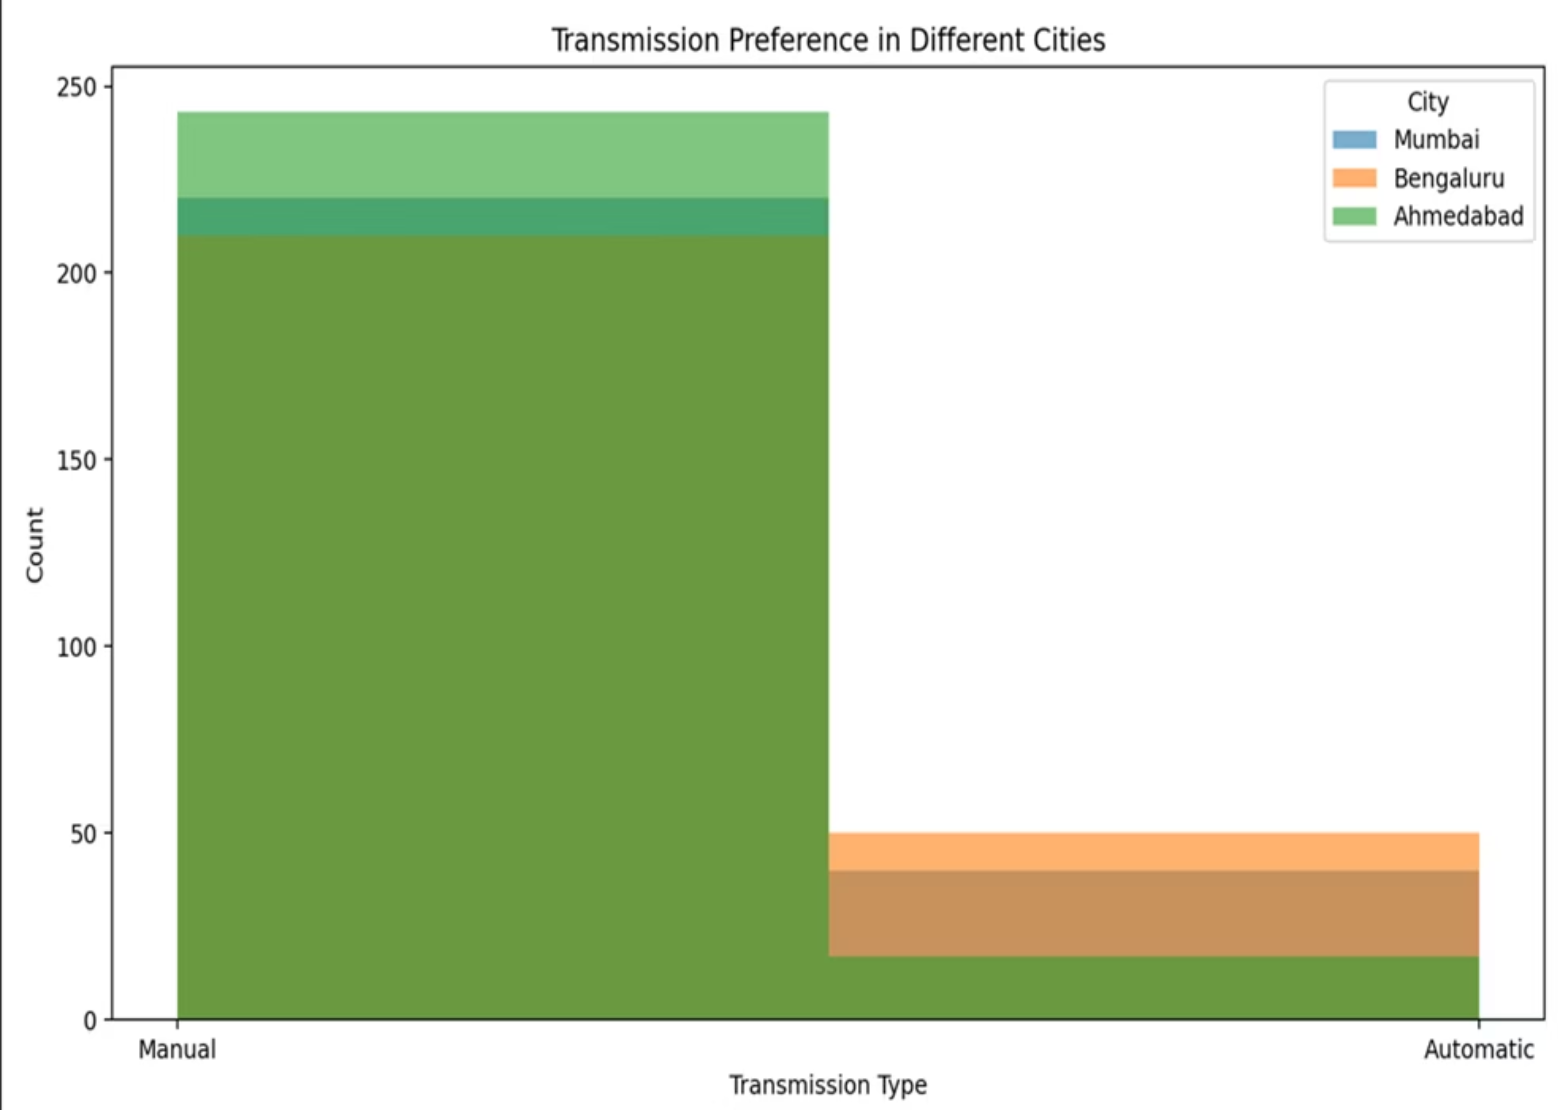 Transmission Preference in Different Cities
250
200
150
100
50
0
Count
City
Mumbai
Bengaluru
Ahmedabad
Manual
Automatic
Transmission Type